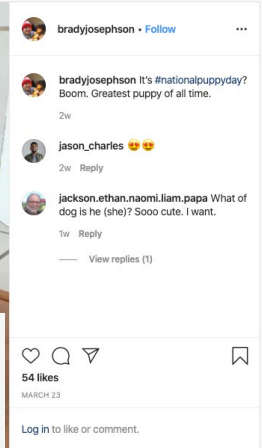 bradyjosephson • Follow
bradyjosephson It's #nationalpuppyday?
Boom. Greatest puppy of all time.
2w
jason_charles 😍😍
2w Reply
jackson.ethan.naomi.liam.papa What of
dog is he (she)? Sooo cute. I want.
1w Reply
View replies (1)
54 likes
MARCH 23
Log in to like or comment.